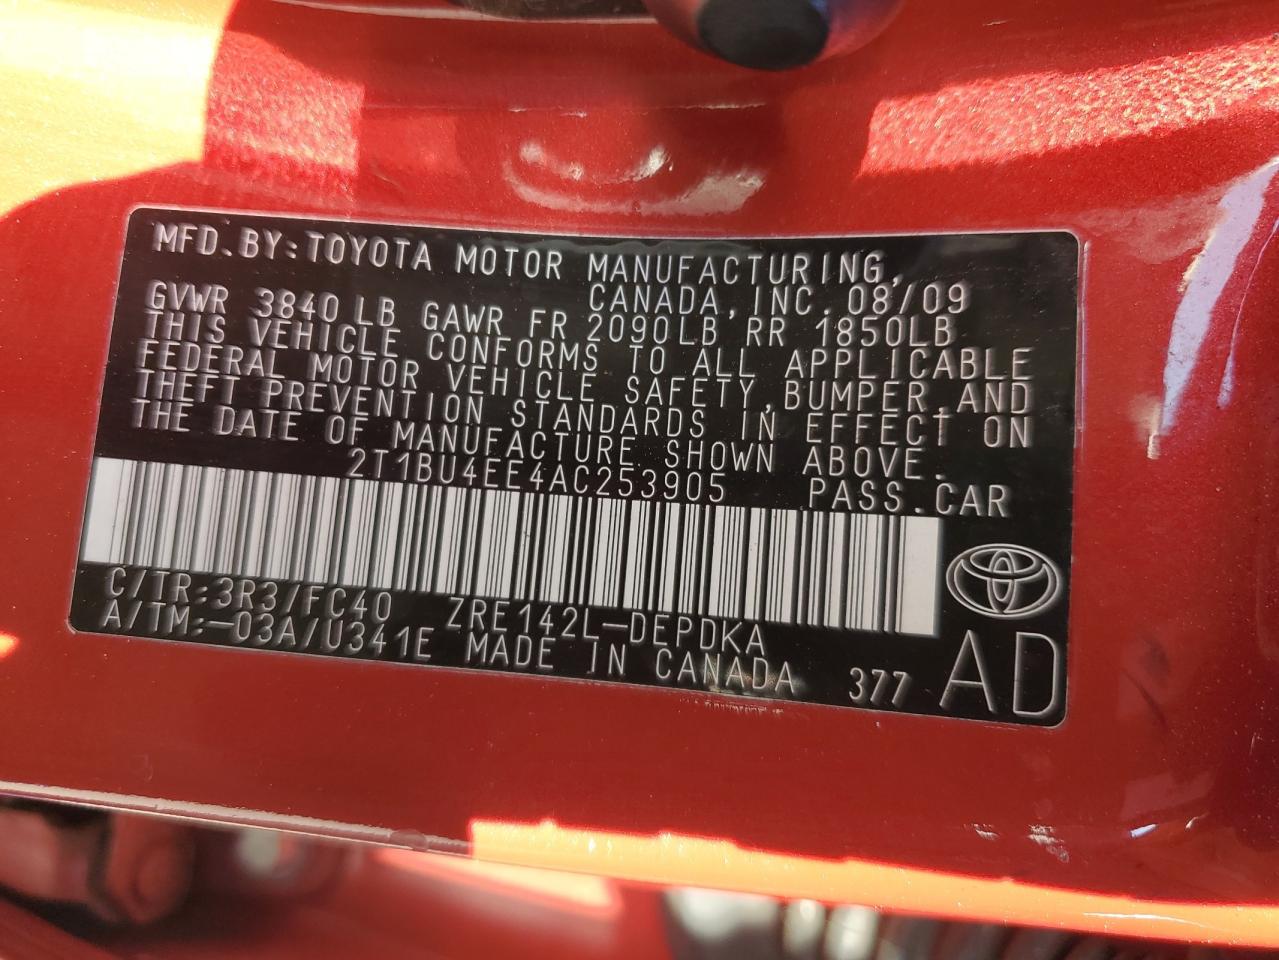 MFD.BY:TOYOTA MOTOR MANUFACTURING,
CANADA,INC.08/09
GVWR 3840 LB GAWR FR 2090LB RR 1850LB
THIS VEHICLE CONFORMS TO ALL APPLICABLE
FEDERAL MOTOR VEHICLE SAFETY,BUMPER,AND
THEFT PREVENTION STANDARDS IN EFFECT ON
THE DATE OF MANUFACTURE SHOWN ABOVE.
2T1BU4EE4AC253905 PASS.CAR
C/TR:3R3/FC40 ZRE142L-DEPDKA
A/TM:-03A/U341E MADE IN CANADA 377 AD